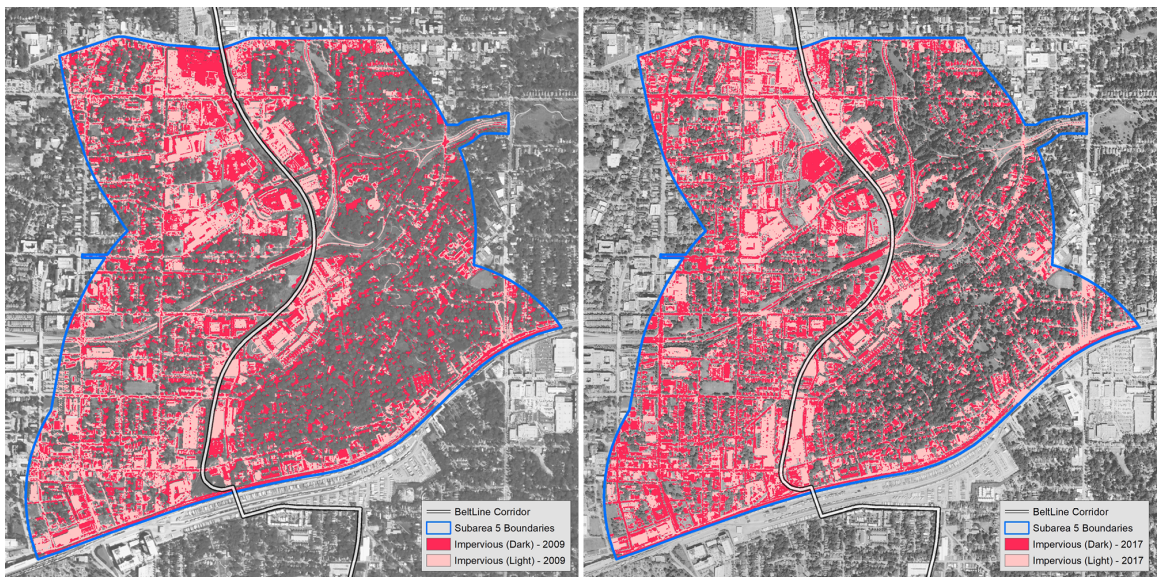 BeltLine Corridor
Subarea 5 Boundaries
Impervious (Dark) - 2009
Impervious (Light) - 2009
BeltLine Corridor
Subarea 5 Boundaries
Impervious (Dark) - 2017
Impervious (Light) - 2017